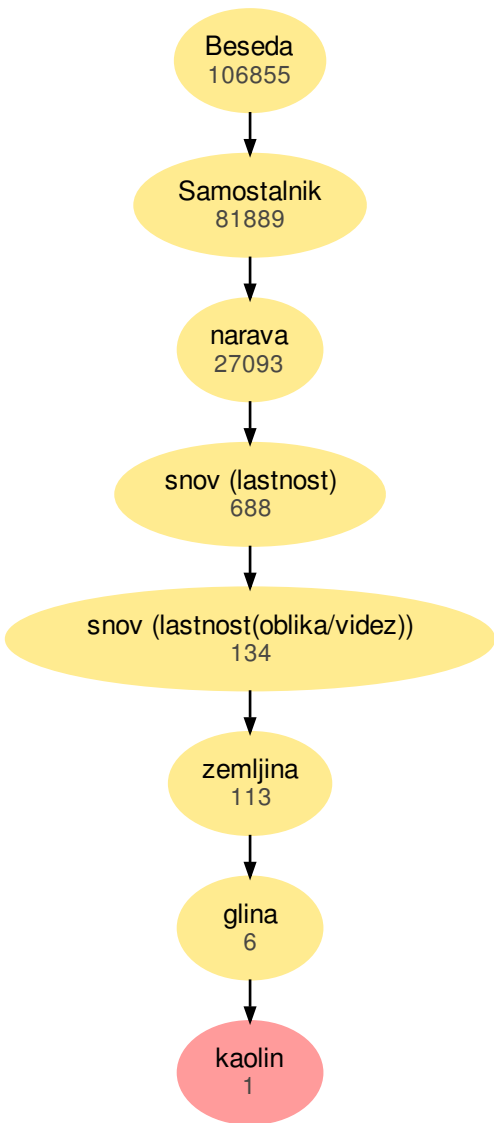 Beseda
106855
Samostalnik
81889
narava
27093
snov (lastnost)
688
snov (lastnost(oblika/videz))
134
zemljina
113
glina
6
kaolin
1